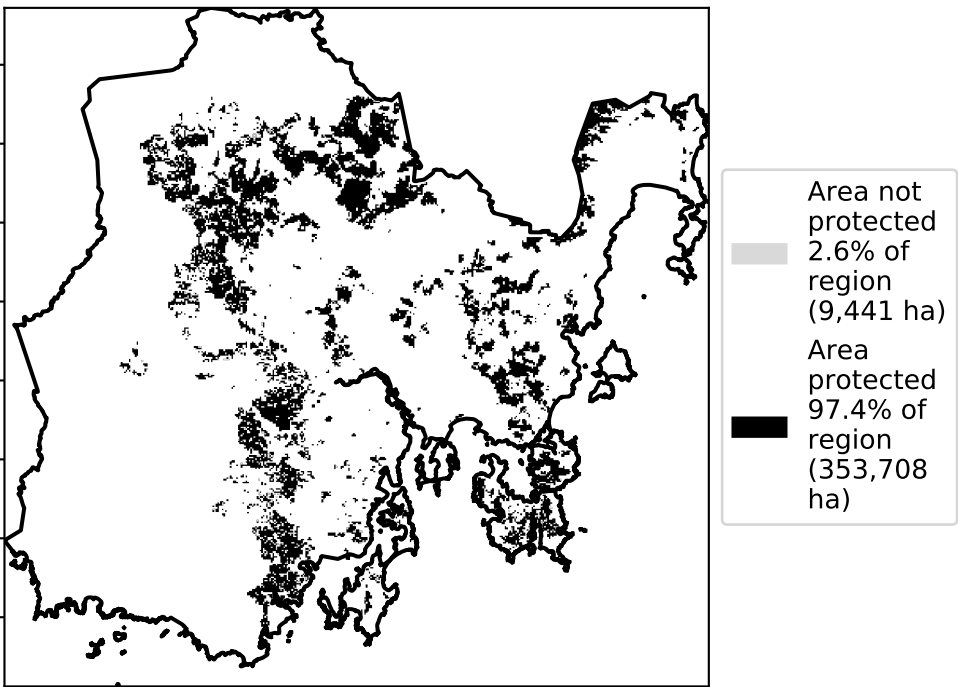 Area not
protected
2.6% of
region
(9,441 ha)
Area
protected
97.4% of
region
(353,708
ha)